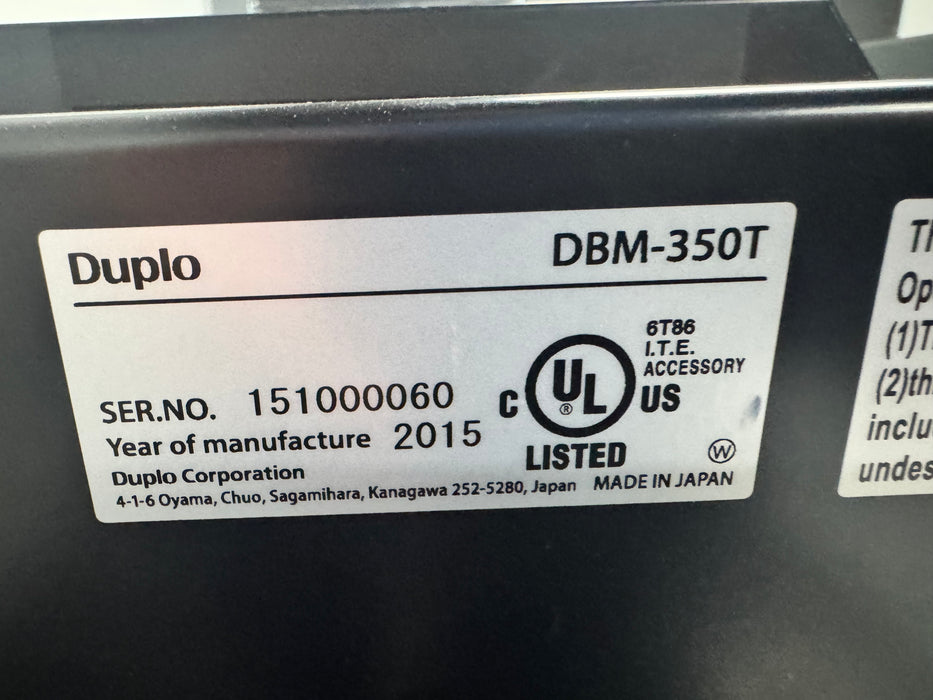 Duplo
DBM-350T
SER.NO. 151000060
Year of manufacture 2015
Duplo Corporation
4-1-6 Oyama, Chuo, Sagamihara, Kanagawa 252-5280, Japan
C UL ® US
LISTED
6T86
I.T.E.
ACCESSORY
W
MADE IN JAPAN
Op
(1)T
(2)th
inclu
undes